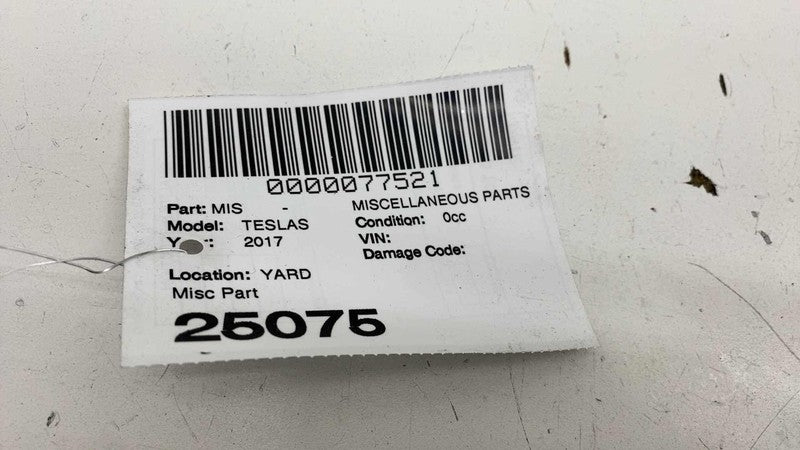 0000077521
Part: MIS - MISCELLANEOUS PARTS
Model: TESLAS Condition: 0cc
2017 VIN:
Damage Code:
Location: YARD
Misc Part
25075